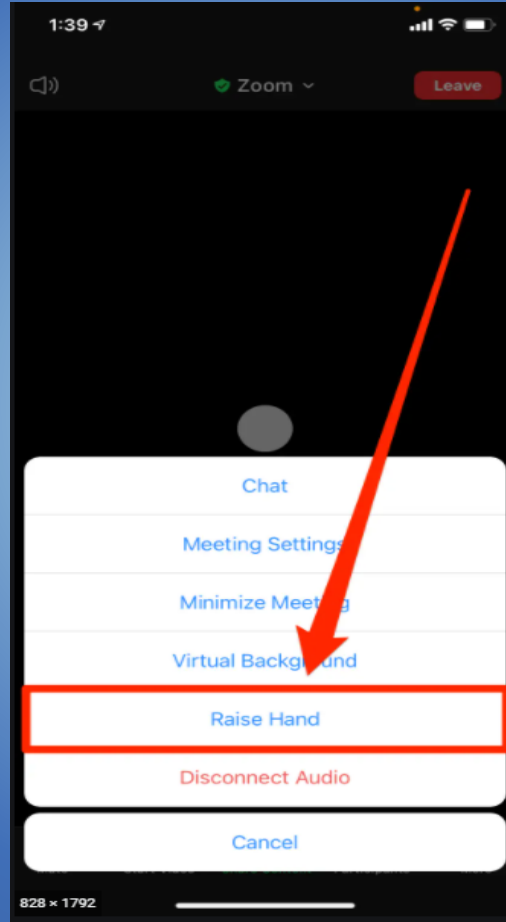 1:39
Zoom
Leave
Chat
Meeting Settings
Minimize Meeting
Virtual Background
Raise Hand
Disconnect Audio
Cancel
828 × 1792